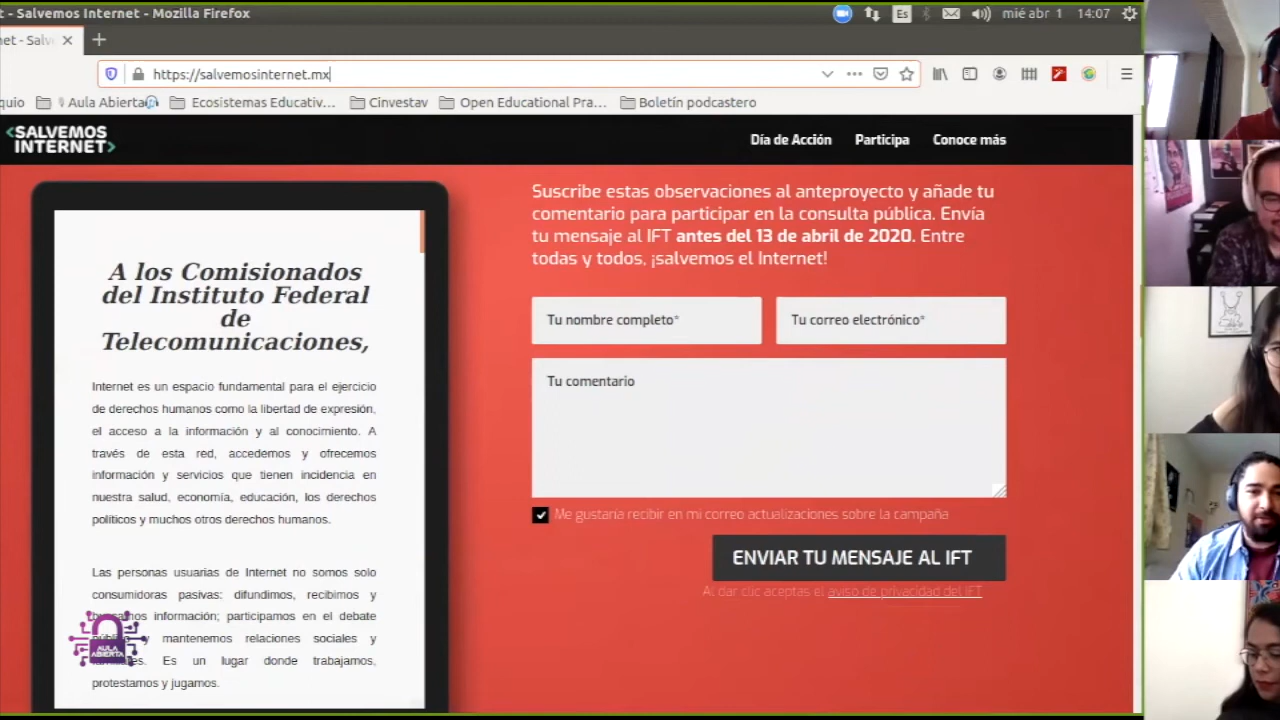 t - Salvemos Internet - Mozilla Firefox
Es
mié abr 1 14:07
net - Salv
https://salvemosinternet.mx
quio
Aula Abierta
Ecosistemas Educativ...
Cinvestav
Open Educational Pra...
Boletín podcastero
<SALVEMOS
INTERNET>
Día de Acción
Participa
Conoce más
A los Comisionados
del Instituto Federal
de
Telecomunicaciones,
Internet es un espacio fundamental para el ejercicio
de derechos humanos como la libertad de expresión,
el acceso a la información y al conocimiento. A
través de esta red, accedemos y ofrecemos
información y servicios que tienen incidencia en
nuestra salud, economía, educación, los derechos
políticos y muchos otros derechos humanos.
Las personas usuarias de Internet no somos solo
consumidoras pasivas: difundimos, recibimos y
información; participamos en el debate
y mantenemos relaciones sociales y
Es un lugar donde trabajamos,
protestamos y jugamos.
AULA
ABIERTA
Suscribe estas observaciones al anteproyecto y añade tu
comentario para participar en la consulta pública. Envía
tu mensaje al IFT antes del 13 de abril de 2020. Entre
todas y todos, ¡salvemos el Internet!
Tu nombre completo*
Tu correo electrónico*
Tu comentario
Me gustaría recibir en mi correo actualizaciones sobre la campaña
ENVIAR TU MENSAJE AL IFT
Al dar clic aceptas el aviso de privacidad del IFT